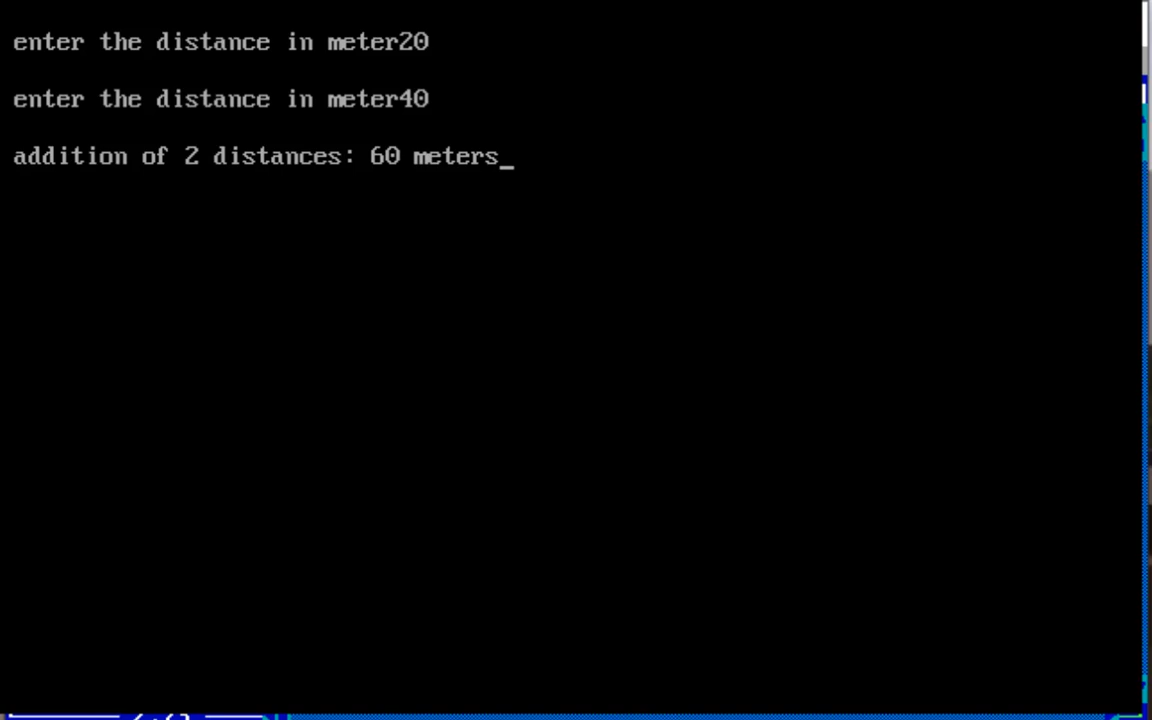 enter the distance in meter20
enter the distance in meter40
addition of 2 distances: 60 meters_